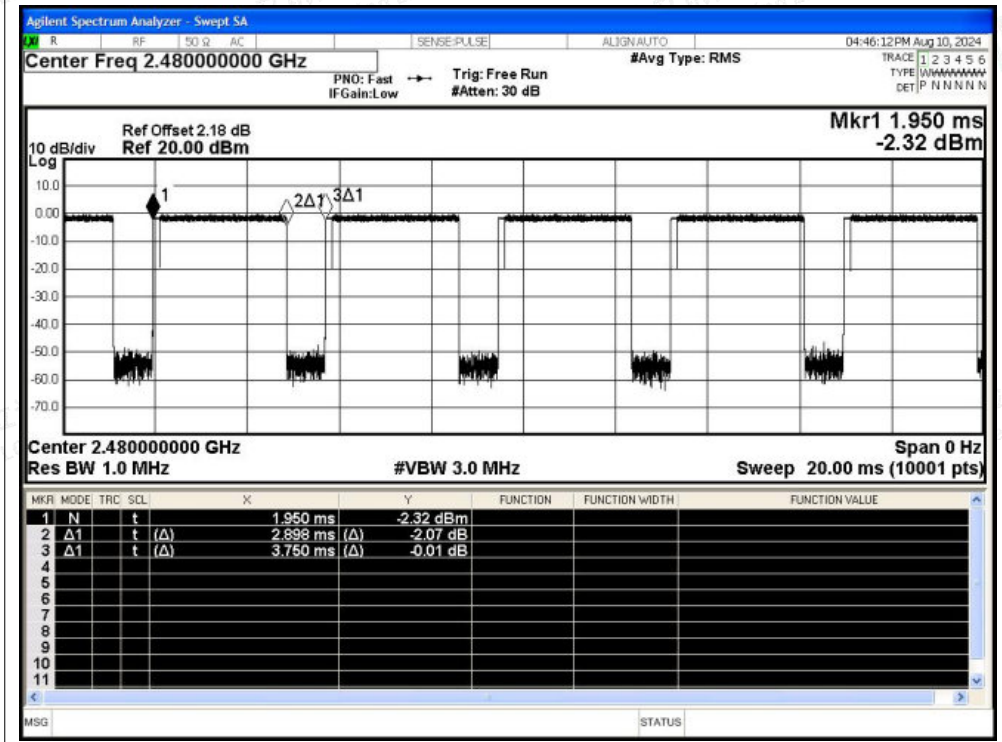 Agilent Spectrum Analyzer - Swept SA
LXI R RF 50 Ω AC SENSE:PULSE ALIGN AUTO 04:46:12 PM Aug 10, 2024
Center Freq 2.480000000 GHz
PNO: Fast
IFGain:Low
Trig: Free Run
#Atten: 30 dB
#Avg Type: RMS
TRACE 1 2 3 4 5 6
TYPE WWWWWW
DET P N N N N N
Mkr1 1.950 ms
-2.32 dBm
Ref Offset 2.18 dB
10 dB/div Ref 20.00 dBm
Log
10.0
0.00
-10.0
-20.0
-30.0
-40.0
-50.0
-60.0
-70.0
1
2Δ1
3Δ1
Center 2.480000000 GHz Span 0 Hz
Res BW 1.0 MHz #VBW 3.0 MHz Sweep 20.00 ms (10001 pts)
MKR MODE TRC SCL X Y FUNCTION FUNCTION WIDTH FUNCTION VALUE
1 N t 1.950 ms -2.32 dBm
2 Δ1 t (Δ) 2.898 ms (Δ) -2.07 dB
3 Δ1 t (Δ) 3.750 ms (Δ) -0.01 dB
4
5
6
7
8
9
10
11
MSG STATUS